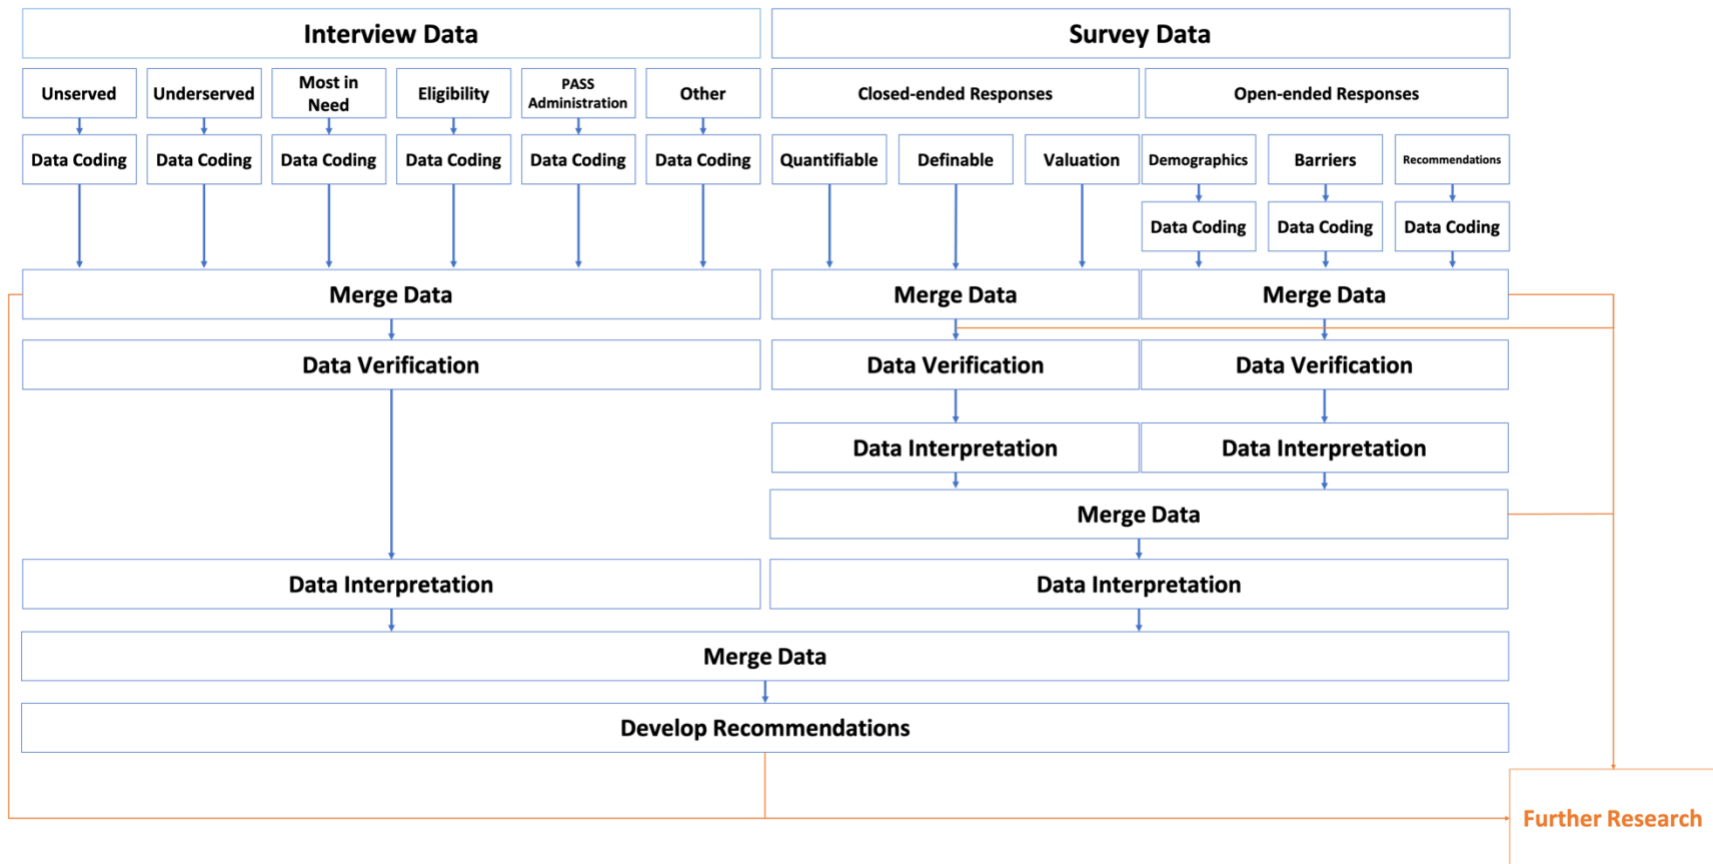 Interview Data
Survey Data
Unserved
Underserved
Most in
Need
Eligibility
PASS
Administration
Other
Closed-ended Responses
Open-ended Responses
Data Coding
Data Coding
Data Coding
Data Coding
Data Coding
Data Coding
Quantifiable
Definable
Valuation
Demographics
Barriers
Recommendations
Data Coding
Data Coding
Data Coding
Merge Data
Merge Data
Merge Data
Data Verification
Data Verification
Data Verification
Data Interpretation
Data Interpretation
Merge Data
Data Interpretation
Data Interpretation
Merge Data
Develop Recommendations
Further Research